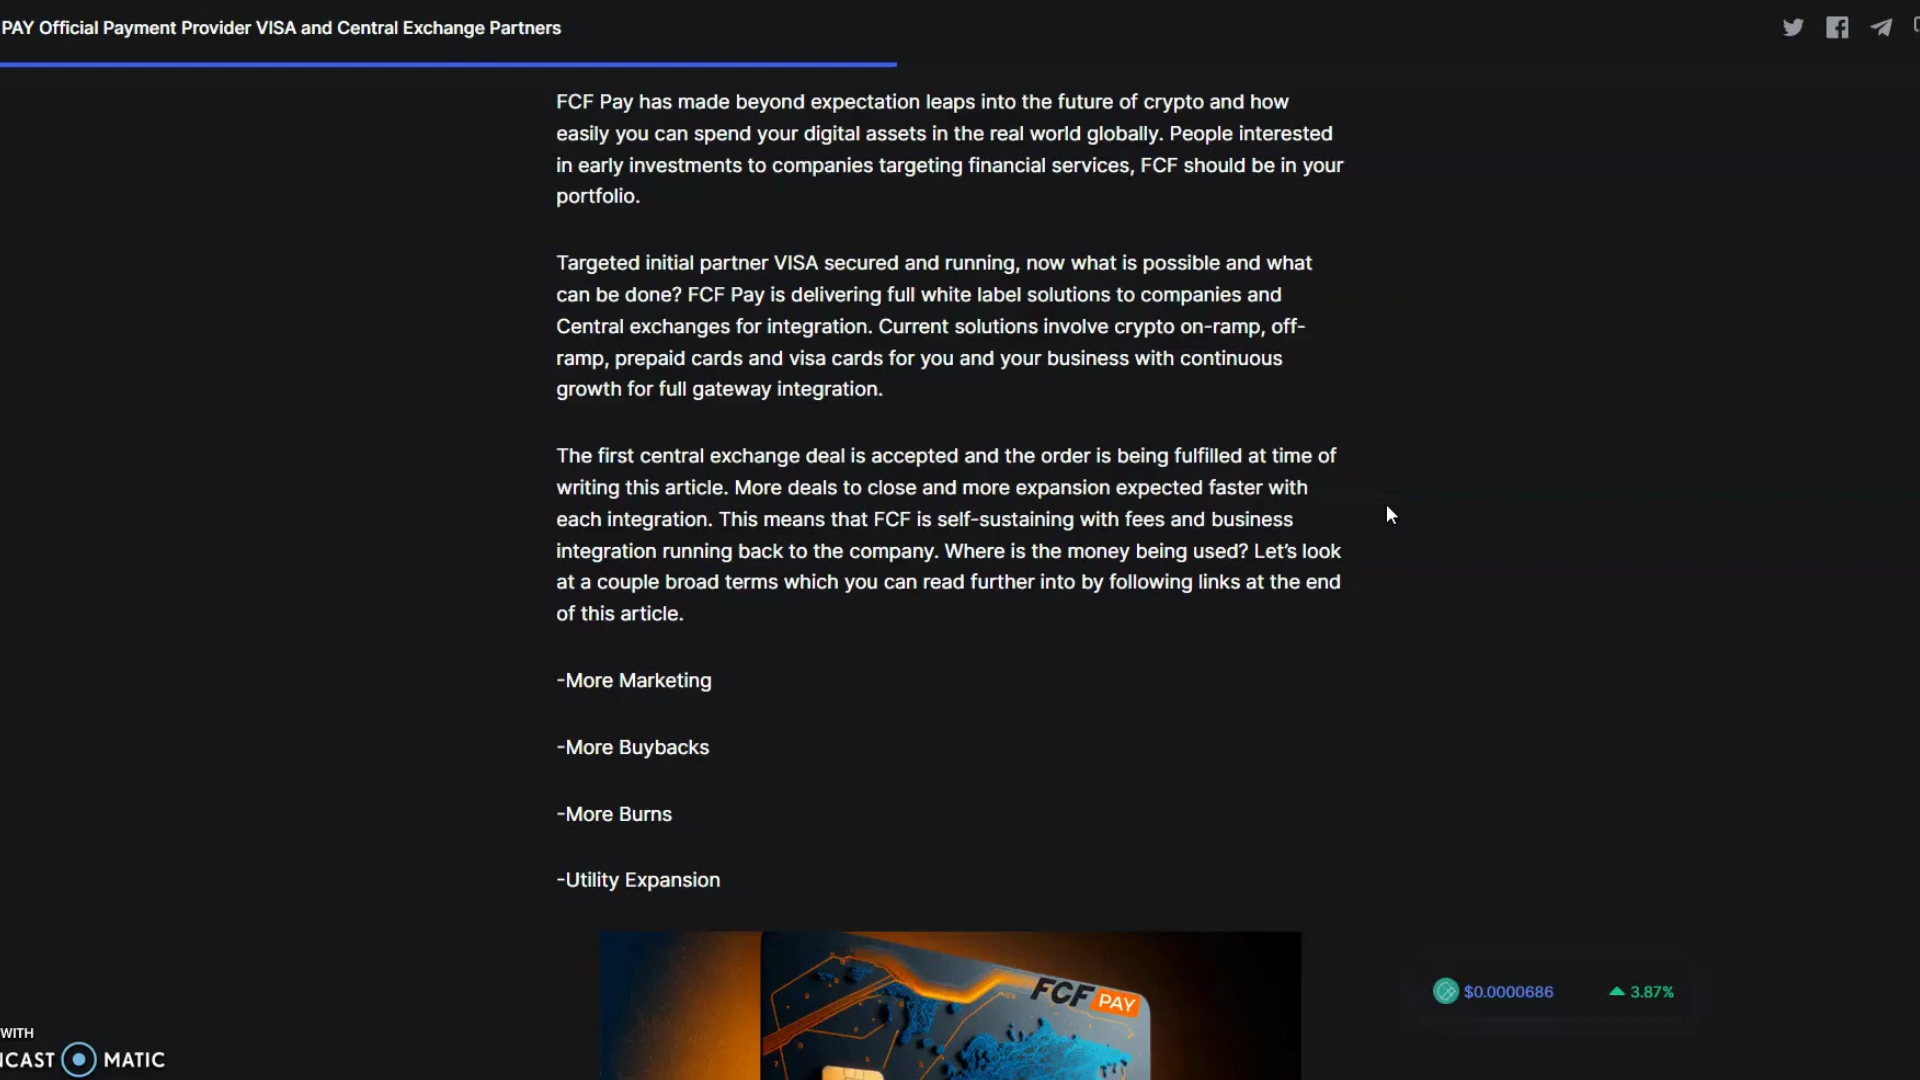 PAY Official Payment Provider VISA and Central Exchange Partners
FCF Pay has made beyond expectation leaps into the future of crypto and how
easily you can spend your digital assets in the real world globally. People interested
in early investments to companies targeting financial services, FCF should be in your
portfolio.
Targeted initial partner VISA secured and running, now what is possible and what
can be done? FCF Pay is delivering full white label solutions to companies and
Central exchanges for integration. Current solutions involve crypto on-ramp, off-
ramp, prepaid cards and visa cards for you and your business with continuous
growth for full gateway integration.
The first central exchange deal is accepted and the order is being fulfilled at time of
writing this article. More deals to close and more expansion expected faster with
each integration. This means that FCF is self-sustaining with fees and business
integration running back to the company. Where is the money being used? Let’s look
at a couple broad terms which you can read further into by following links at the end
of this article.
-More Marketing
-More Buybacks
-More Burns
-Utility Expansion
FCF PAY
$0.0000686 3.87%
WITH
NCAST MATIC